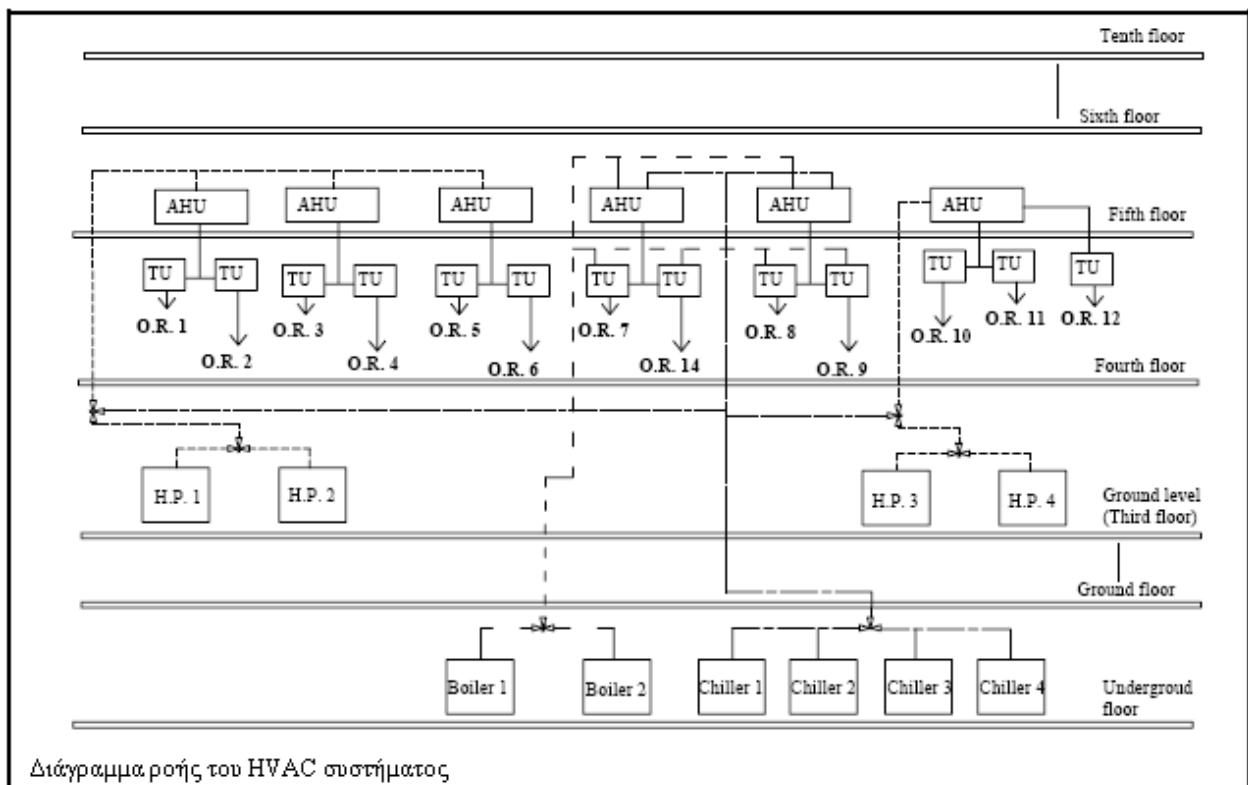 Tenth floor
Sixth floor
AHU AHU AHU AHU AHU AHU
Fifth floor
TU TU TU TU TU TU TU TU TU TU TU TU TU
O.R. 1 O.R. 3 O.R. 5 O.R. 7 O.R. 8 O.R. 10 O.R. 11 O.R. 12
O.R. 2 O.R. 4 O.R. 6 O.R. 14 O.R. 9
Fourth floor
H.P. 1 H.P. 2 H.P. 3 H.P. 4
Ground level
(Third floor)
Ground floor
Boiler 1 Boiler 2 Chiller 1 Chiller 2 Chiller 3 Chiller 4
Undergroud
floor
Διάγραμμα ροής του HVAC συστήματος